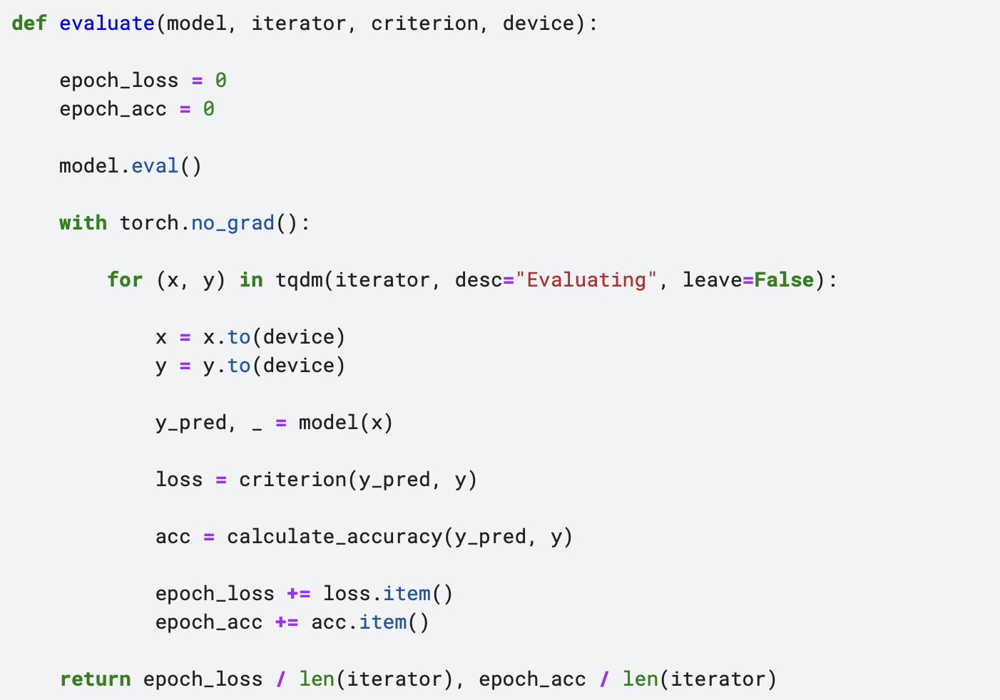 def evaluate(model, iterator, criterion, device):
    epoch_loss = 0
    epoch_acc = 0
    model.eval()
    with torch.no_grad():
        for (x, y) in tqdm(iterator, desc="Evaluating", leave=False):
            x = x.to(device)
            y = y.to(device)
            y_pred, _ = model(x)
            loss = criterion(y_pred, y)
            acc = calculate_accuracy(y_pred, y)
            epoch_loss += loss.item()
            epoch_acc += acc.item()
    return epoch_loss / len(iterator), epoch_acc / len(iterator)